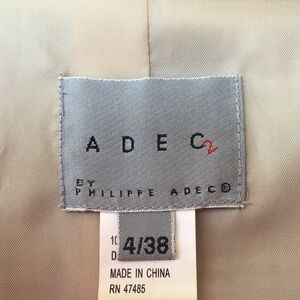 ADEC2
BY
PHILIPPE ADEC®
4/38
MADE IN CHINA
RN 47485